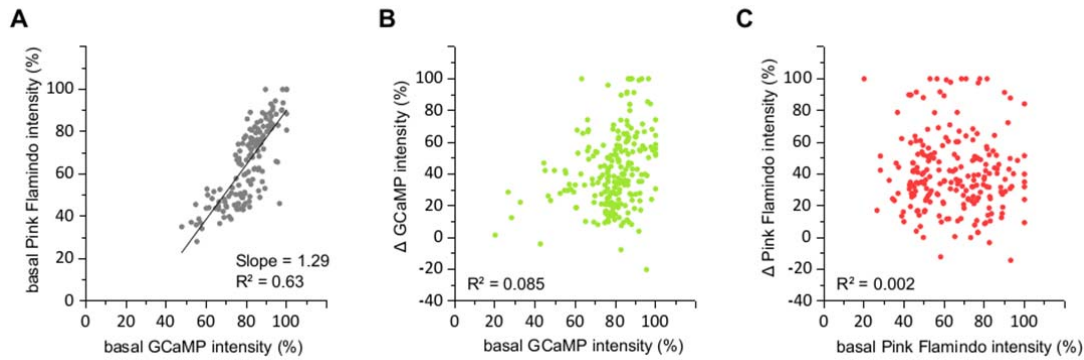 A
basal Pink Flamindo intensity (%)
100
80
60
40
20
0
Slope = 1.29
R² = 0.63
0 20 40 60 80 100
basal GCaMP intensity (%)
B
Δ GCaMP intensity (%)
100
80
60
40
20
0
-20
-40
R² = 0.085
0 20 40 60 80 100
basal GCaMP intensity (%)
C
Δ Pink Flamindo intensity (%)
100
80
60
40
20
0
-20
-40
R² = 0.002
0 20 40 60 80 100
basal Pink Flamindo intensity (%)